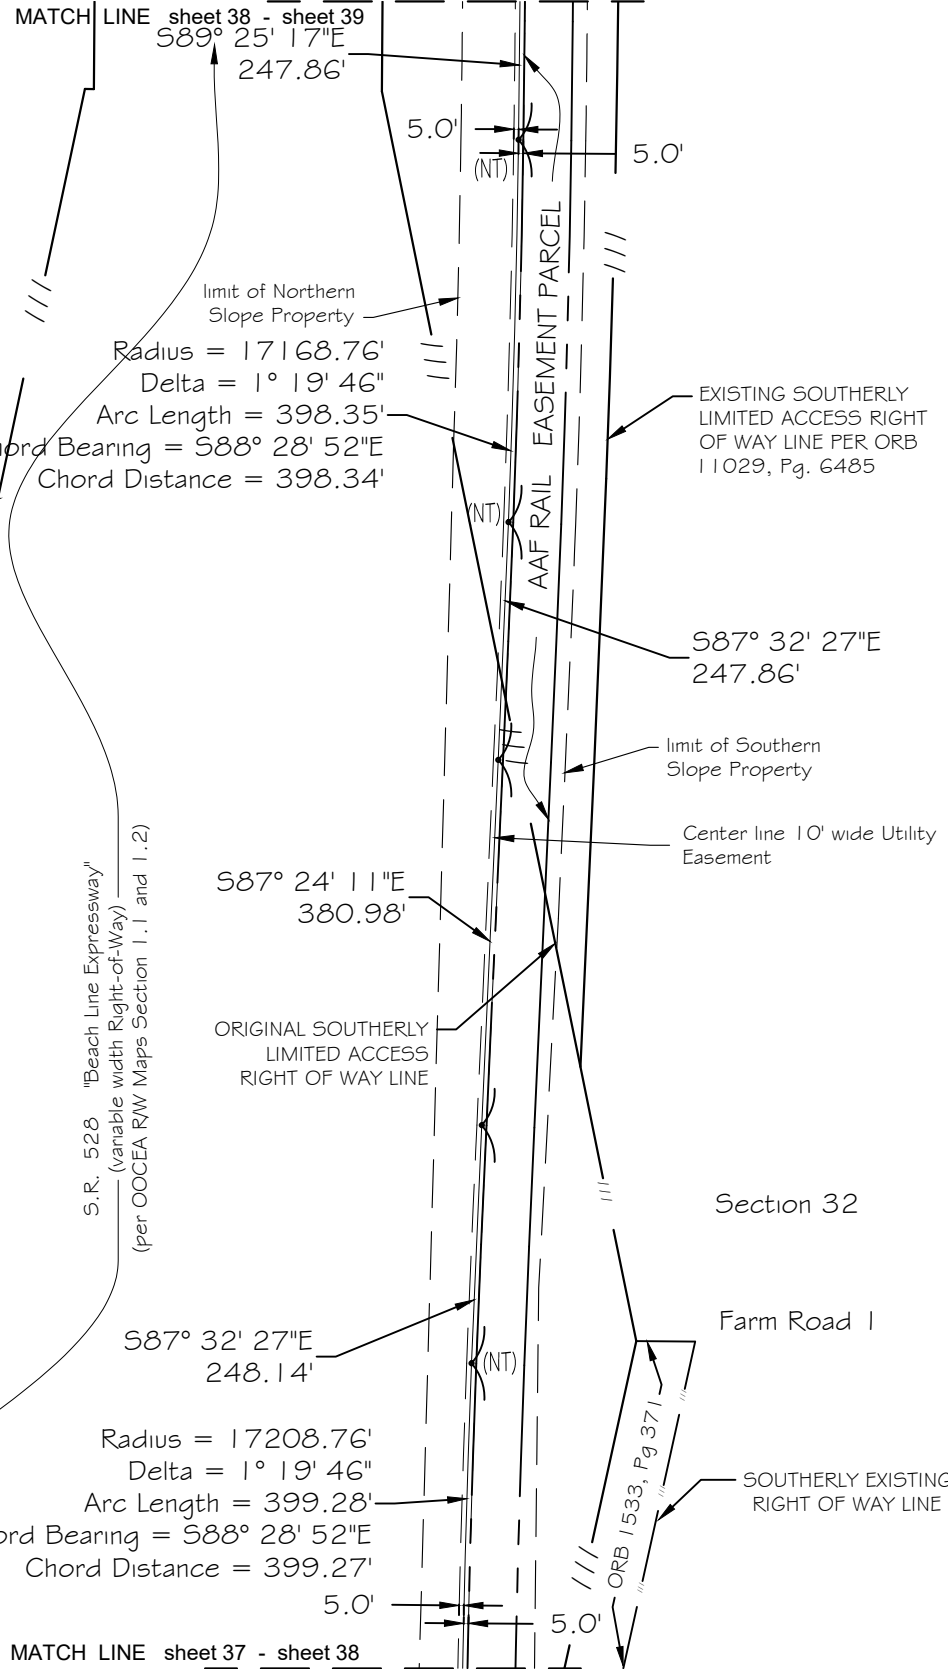 MATCH LINE sheet 38 - sheet 39
S89° 25' 17"E
247.86'
5.0'
5.0'
(NT)
limit of Northern
Slope Property
Radius = 17168.76'
Delta = 1° 19' 46"
Arc Length = 398.35'
hord Bearing = S88° 28' 52"E
Chord Distance = 398.34'
AAF RAIL EASEMENT PARCEL
EXISTING SOUTHERLY
LIMITED ACCESS RIGHT
OF WAY LINE PER ORB
11029, Pg. 6485
(NT)
S87° 32' 27"E
247.86'
limit of Southern
Slope Property
Center line 10' wide Utility
Easement
S87° 24' 11"E
380.98'
ORIGINAL SOUTHERLY
LIMITED ACCESS
RIGHT OF WAY LINE
S.R. 528 "Beach Line Expressway"
(variable width Right-of-Way)
(per OOCEA R/W Maps Section 1.1 and 1.2)
Section 32
Farm Road 1
S87° 32' 27"E
248.14'
(NT)
Radius = 17208.76'
Delta = 1° 19' 46"
Arc Length = 399.28'
ord Bearing = S88° 28' 52"E
Chord Distance = 399.27'
ORB 1533, Pg 371
SOUTHERLY EXISTING
RIGHT OF WAY LINE
5.0'
5.0'
MATCH LINE sheet 37 - sheet 38